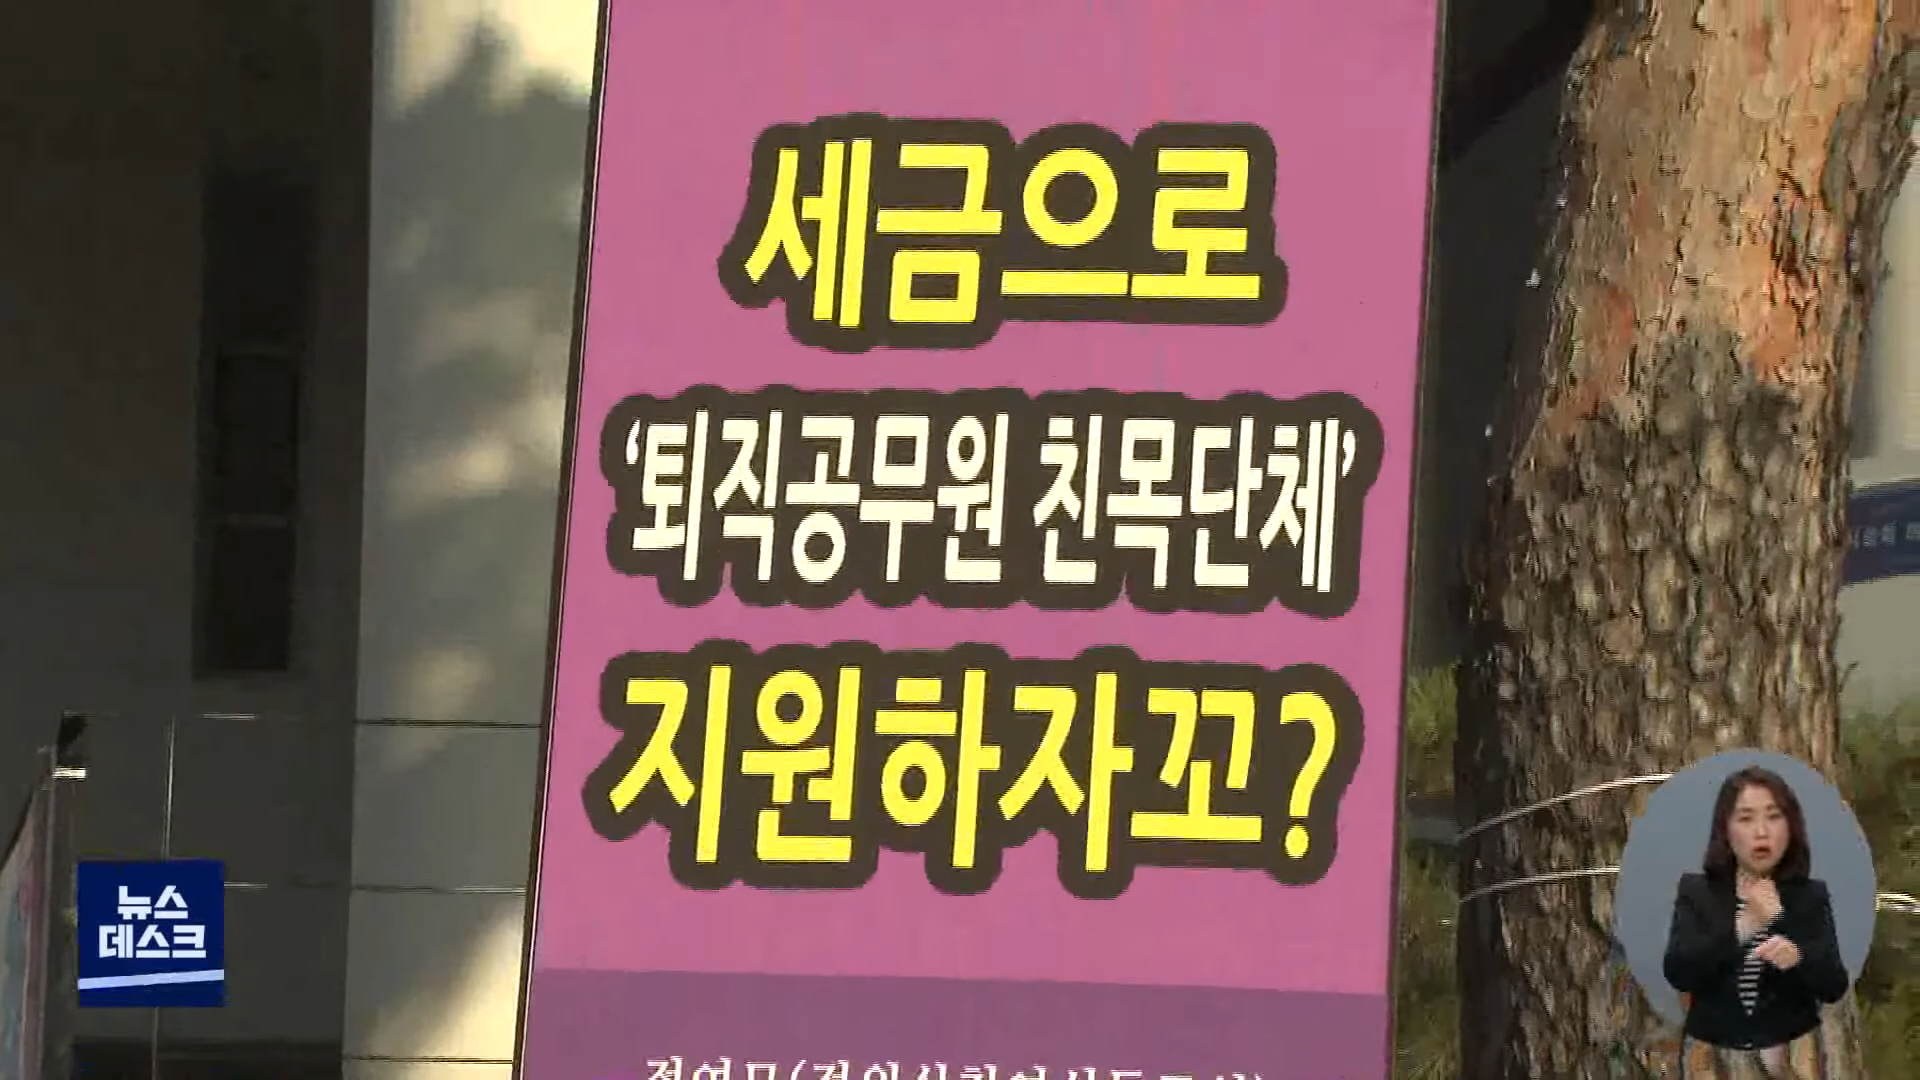 세금으로
‘퇴직공무원 친목단체’
지원하자꼬?
뉴스
데스크